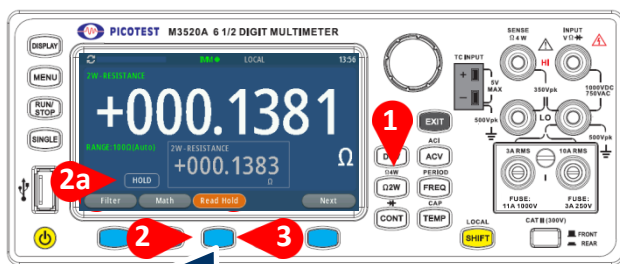 PICOTEST M3520A 6 1/2 DIGIT MULTIMETER
DISPLAY
MENU
RUN/
STOP
SINGLE
IMM LOCAL 13:56
2W-RESISTANCE
+000.1381
Ω
RANGE:100Ω(Auto)
2W-RESISTANCE
+000.1383
Ω
HOLD
Filter Math Read Hold Next
2a
2
3
1
EXIT
ACI
ACV
Ω4W PERIOD
Ω2W FREQ
CAP
CONT TEMP
LOCAL
SHIFT
TC INPUT
+
-
5V
MAX
SENSE
Ω 4 W
INPUT
V Ω
HI
350Vpk
1000VDC
750VAC
LO
500Vpk
500Vpk
3A RMS 10A RMS
I
FUSE:
11A 1000V
FUSE:
3A 250V
CAT II (300V)
FRONT
REAR